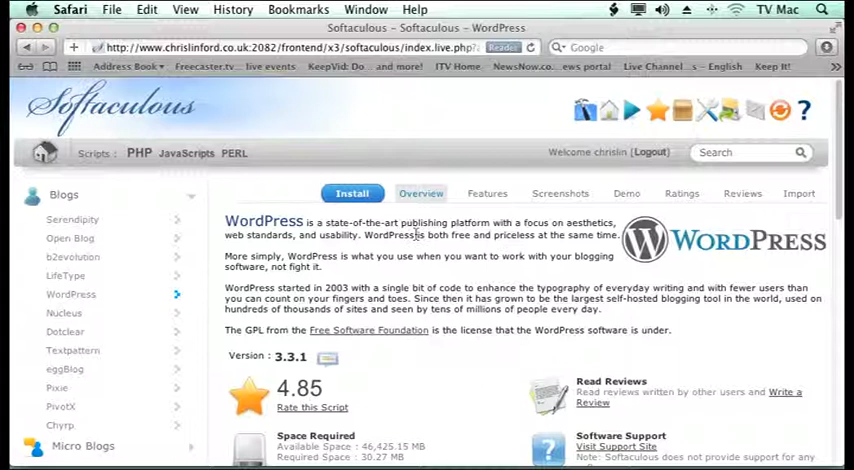 Safari File Edit View History Bookmarks Window Help TV Mac
Softaculous – Softaculous – WordPress
http://www.chrislinford.co.uk:2082/frontend/x3/softaculous/index.live.php? Reader Google
Address Book Freecaster.tv... live events KeepVid: Do... and more! ITV Home NewsNow.co... ews portal Live Channel... s – English Keep It!
Softaculous
Scripts : PHP JavaScripts PERL Welcome chrislin [Logout] Search
Blogs Install Overview Features Screenshots Demo Ratings Reviews Import
Serendipity
Open Blog
b2evolution
LifeType
WordPress
Nucleus
Dotclear
Textpattern
eggBlog
Pixie
PivotX
Chyrp
Micro Blogs
WordPress is a state-of-the-art publishing platform with a focus on aesthetics,
web standards, and usability. WordPress is both free and priceless at the same time.
More simply, WordPress is what you use when you want to work with your blogging
software, not fight it.
WORDPRESS
WordPress started in 2003 with a single bit of code to enhance the typography of everyday writing and with fewer users than
you can count on your fingers and toes. Since then it has grown to be the largest self-hosted blogging tool in the world, used on
hundreds of thousands of sites and seen by tens of millions of people every day.
The GPL from the Free Software Foundation is the license that the WordPress software is under.
Version : 3.3.1
4.85
Rate this Script
Read Reviews
Read reviews written by other users and Write a
Review
Space Required
Available Space : 46,425.15 MB
Required Space : 30.27 MB
Software Support
Visit Support Site
Note: Softaculous does not provide support for any